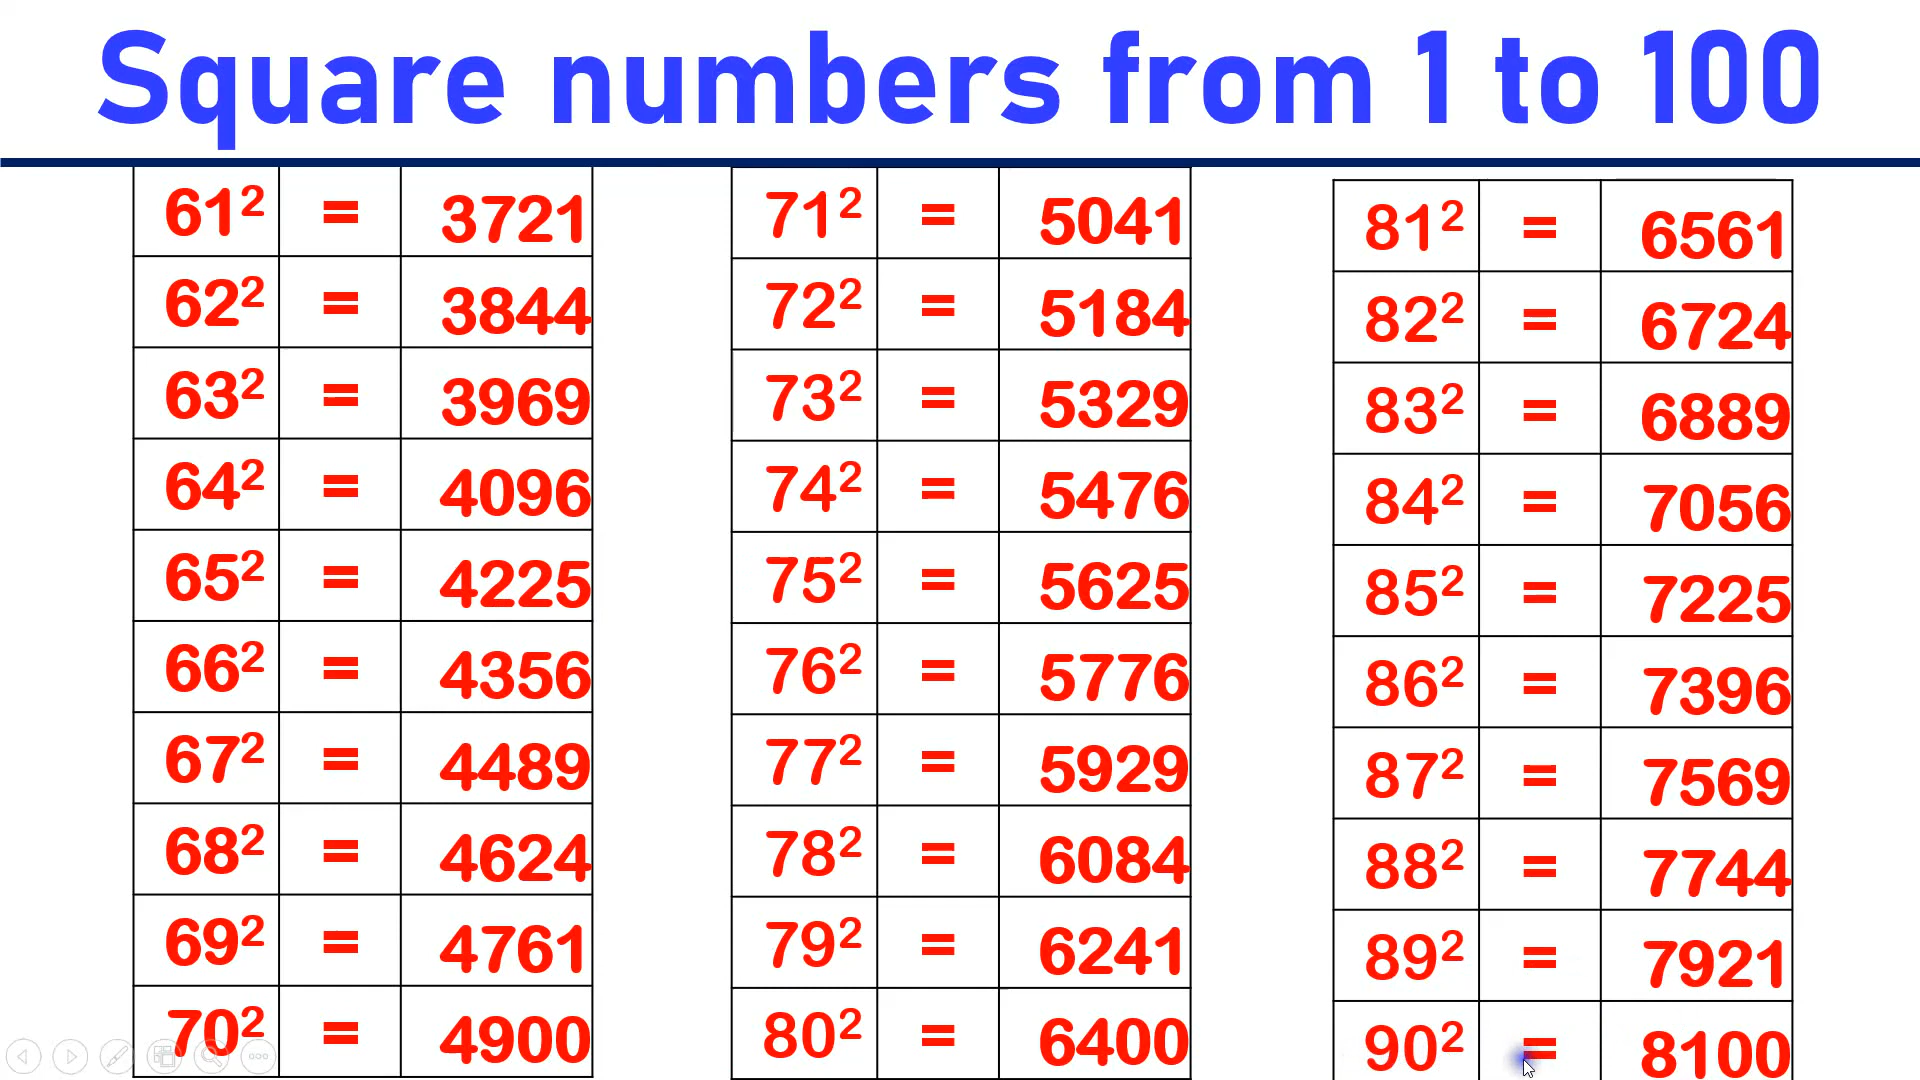 Square numbers from 1 to 100
61² = 3721
62² = 3844
63² = 3969
64² = 4096
65² = 4225
66² = 4356
67² = 4489
68² = 4624
69² = 4761
70² = 4900
71² = 5041
72² = 5184
73² = 5329
74² = 5476
75² = 5625
76² = 5776
77² = 5929
78² = 6084
79² = 6241
80² = 6400
81² = 6561
82² = 6724
83² = 6889
84² = 7056
85² = 7225
86² = 7396
87² = 7569
88² = 7744
89² = 7921
90² = 8100